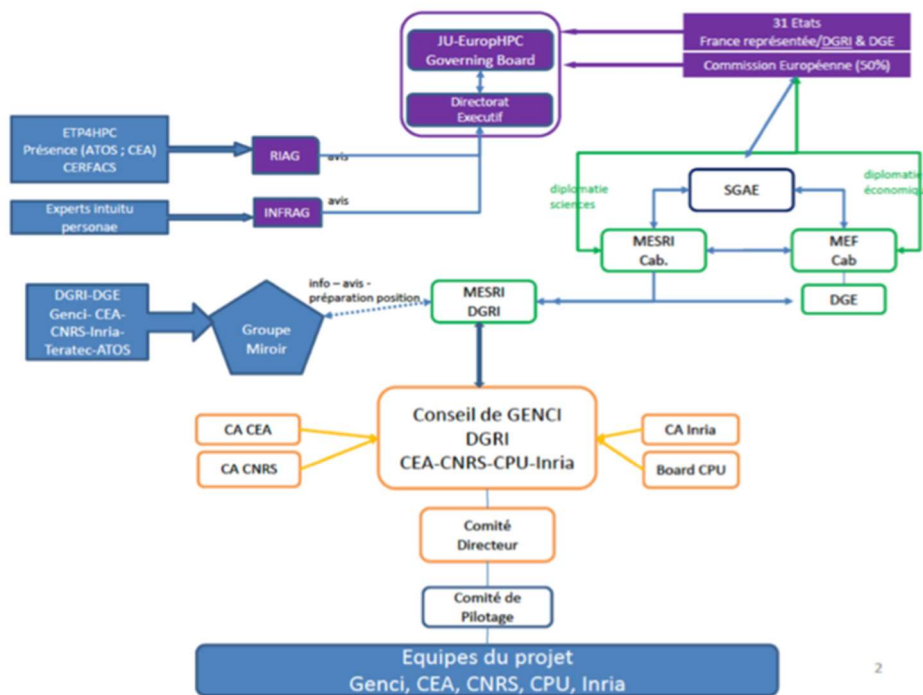 JU-EuropHPC
Governing Board
31 Etats
France représentée/DGRI & DGE
Commission Européenne (50%)
Directorat
Executif
ETP4HPC
Présence (ATOS ; CEA)
CERFACS
RIAG
avis
Experts intuitu
personae
INFRAG
avis
diplomatie
sciences
SGAE
diplomatie
économiqu
MESRI
Cab.
MEF
Cab
DGE
DGRI-DGE
Genci- CEA-
CNRS-Inria-
Teratec-ATOS
Groupe
Miroir
info – avis -
préparation position
MESRI
DGRI
CA CEA
CA CNRS
Conseil de GENCI
DGRI
CEA-CNRS-CPU-Inria
CA Inria
Board CPU
Comité
Directeur
Comité de
Pilotage
Equipes du projet
Genci, CEA, CNRS, CPU, Inria
2